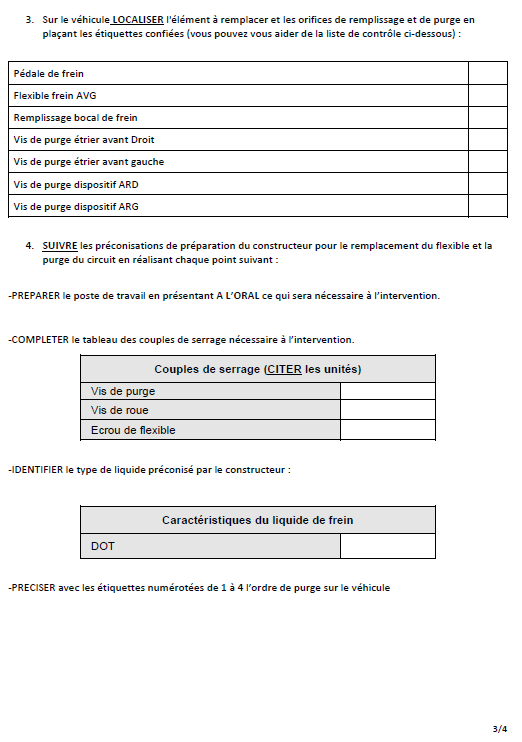 3. Sur le véhicule LOCALISER l'élément à remplacer et les orifices de remplissage et de purge en
plaçant les étiquettes confiées (vous pouvez vous aider de la liste de contrôle ci-dessous) :
Pédale de frein
Flexible frein AVG
Remplissage bocal de frein
Vis de purge étrier avant Droit
Vis de purge étrier avant gauche
Vis de purge dispositif ARD
Vis de purge dispositif ARG
4. SUIVRE les préconisations de préparation du constructeur pour le remplacement du flexible et la
purge du circuit en réalisant chaque point suivant :
-PREPARER le poste de travail en présentant A L'ORAL ce qui sera nécessaire à l'intervention.
-COMPLETER le tableau des couples de serrage nécessaire à l'intervention.
Couples de serrage (CITER les unités)
Vis de purge
Vis de roue
Ecrou de flexible
-IDENTIFIER le type de liquide préconisé par le constructeur :
Caractéristiques du liquide de frein
DOT
-PRECISER avec les étiquettes numérotées de 1 à 4 l'ordre de purge sur le véhicule
3/4